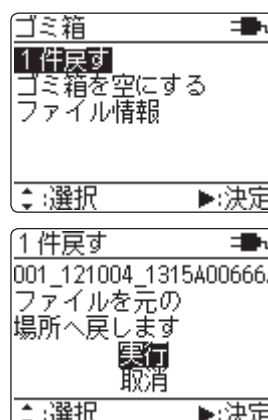 ゴミ箱
1件戻す
ゴミ箱を空にする
ファイル情報
:選択 ▶:決定
1件戻す
001_121004_1315A00666.
ファイルを元の
場所へ戻します
実行
取消
:選択 ▶:決定